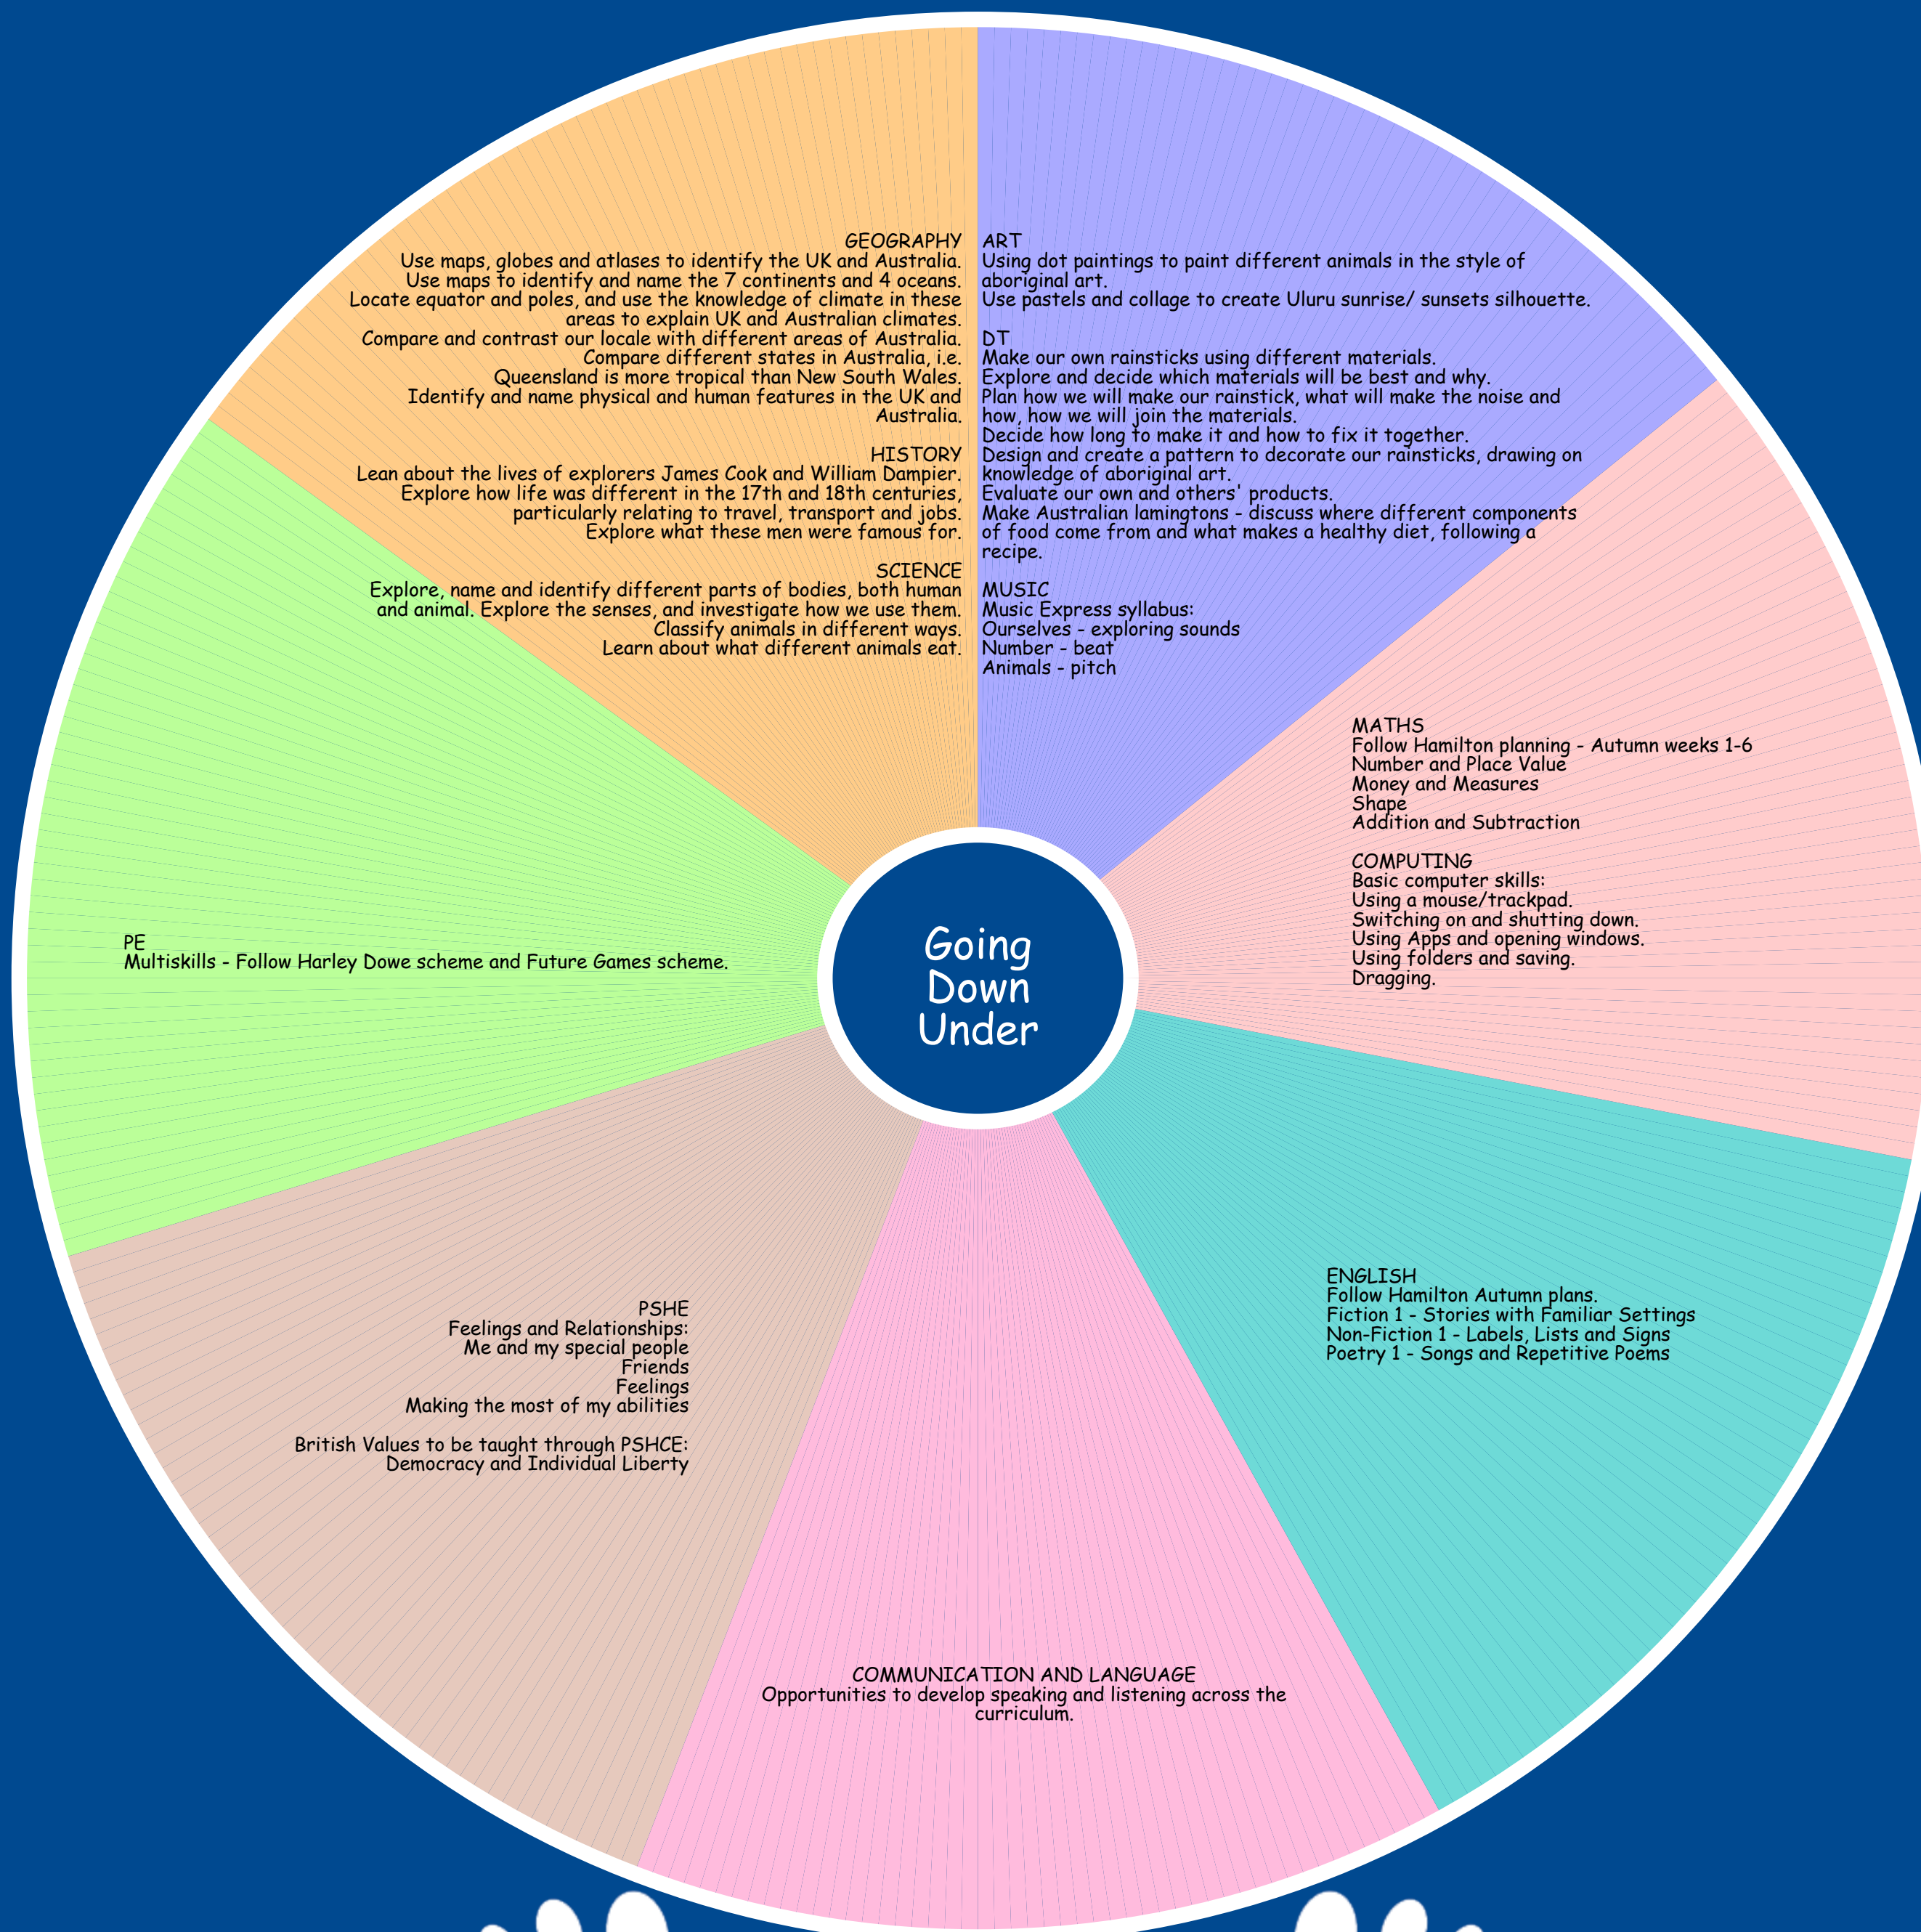 GEOGRAPHY
Use maps, globes and atlases to identify the UK and Australia.
Use maps to identify and name the 7 continents and 4 oceans.
Locate equator and poles, and use the knowledge of climate in these
areas to explain UK and Australian climates.
Compare and contrast our locale with different areas of Australia.
Compare different states in Australia, i.e.
Queensland is more tropical than New South Wales.
Identify and name physical and human features in the UK and
Australia.
HISTORY
Lean about the lives of explorers James Cook and William Dampier.
Explore how life was different in the 17th and 18th centuries,
particularly relating to travel, transport and jobs.
Explore what these men were famous for.
SCIENCE
Explore, name and identify different parts of bodies, both human
and animal. Explore the senses, and investigate how we use them.
Classify animals in different ways.
Learn about what different animals eat.
ART
Using dot paintings to paint different animals in the style of
aboriginal art.
Use pastels and collage to create Uluru sunrise/ sunsets silhouette.
DT
Make our own rainsticks using different materials.
Explore and decide which materials will be best and why.
Plan how we will make our rainstick, what will make the noise and
how, how we will join the materials.
Decide how long to make it and how to fix it together.
Design and create a pattern to decorate our rainsticks, drawing on
knowledge of aboriginal art.
Evaluate our own and others' products.
Make Australian lamingtons - discuss where different components
of food come from and what makes a healthy diet, following a
recipe.
MUSIC
Music Express syllabus:
Ourselves - exploring sounds
Number - beat
Animals - pitch
MATHS
Follow Hamilton planning - Autumn weeks 1-6
Number and Place Value
Money and Measures
Shape
Addition and Subtraction
COMPUTING
Basic computer skills:
Using a mouse/trackpad.
Switching on and shutting down.
Using Apps and opening windows.
Using folders and saving.
Dragging.
PE
Multiskills - Follow Harley Dowe scheme and Future Games scheme.
Going
Down
Under
ENGLISH
Follow Hamilton Autumn plans.
Fiction 1 - Stories with Familiar Settings
Non-Fiction 1 - Labels, Lists and Signs
Poetry 1 - Songs and Repetitive Poems
PSHE
Feelings and Relationships:
Me and my special people
Friends
Feelings
Making the most of my abilities
British Values to be taught through PSHCE:
Democracy and Individual Liberty
COMMUNICATION AND LANGUAGE
Opportunities to develop speaking and listening across the
curriculum.